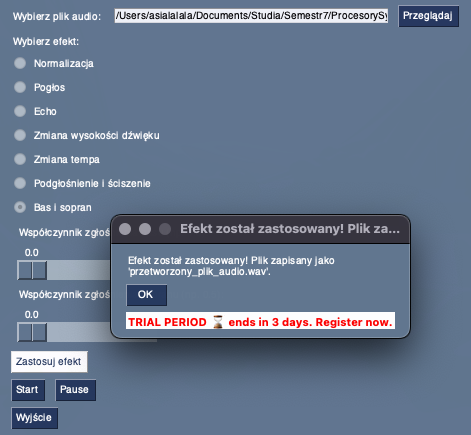 Wybierz plik audio:
/Users/asialalala/Documents/Studia/Semestr7/ProcesorySy
Przeglądaj
Wybierz efekt:
Normalizacja
Pogłos
Echo
Zmiana wysokości dźwięku
Zmiana tempa
Podgłośnienie i ściszenie
Bas i sopran
Współczynnik zgłoś
0.0
Współczynnik zgłoś
0.0
Zastosuj efekt
Start
Pause
Wyjście
Efekt został zastosowany! Plik za...
Efekt został zastosowany! Plik zapisany jako
'przetworzony_plik_audio.wav'.
OK
TRIAL PERIOD ⌛ ends in 3 days. Register now.